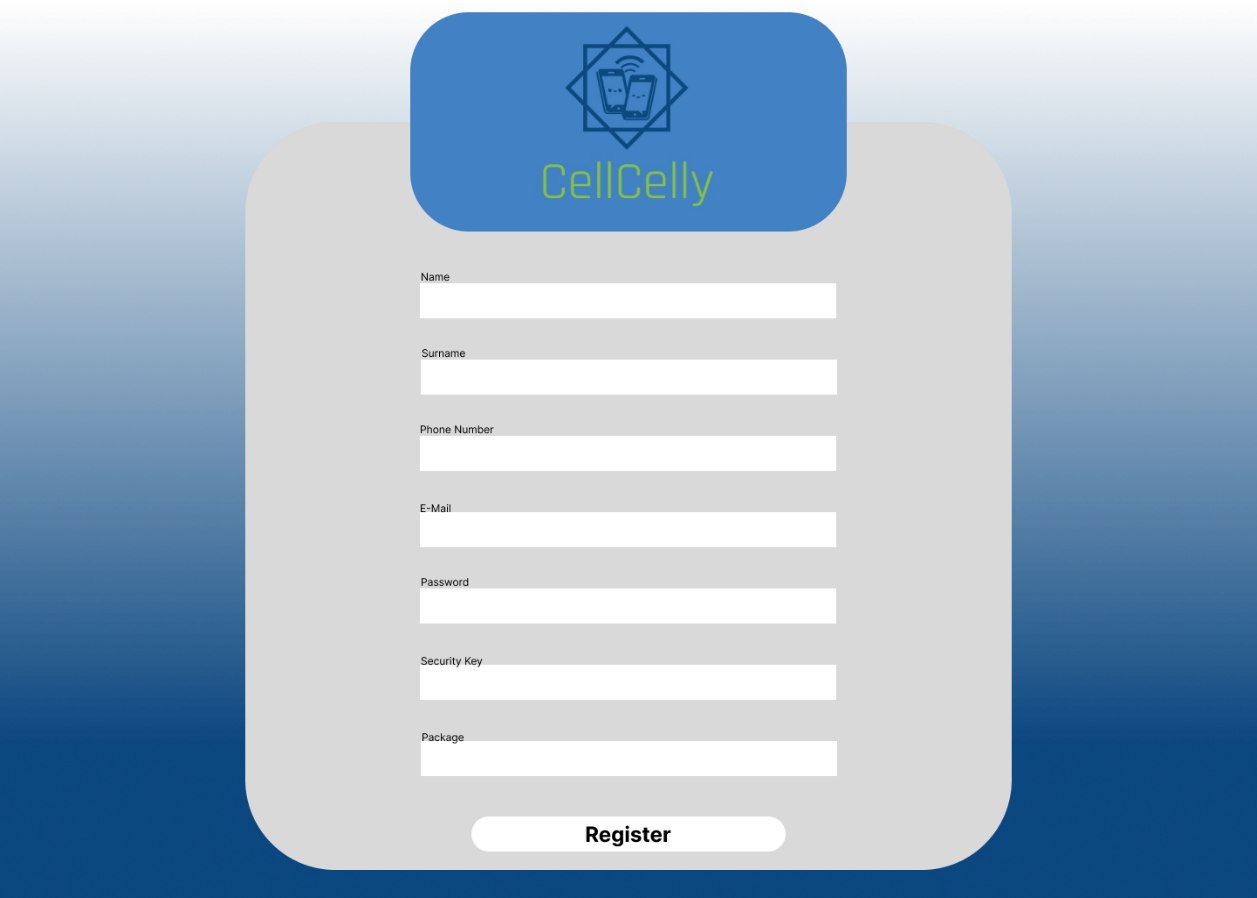 CellCelly
Name
Surname
Phone Number
E-Mail
Password
Security Key
Package
Register